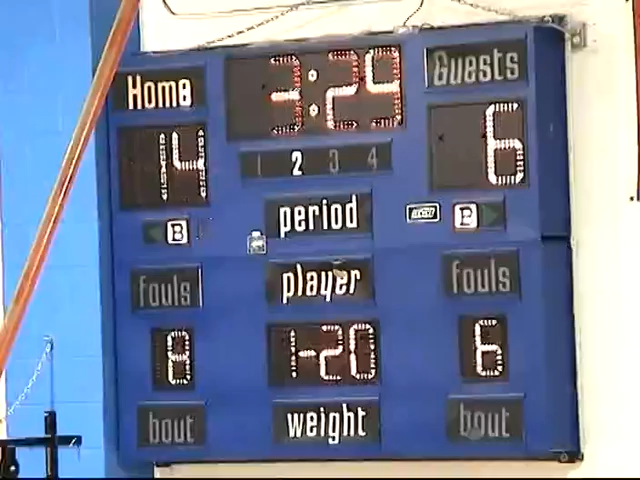 Home 3:29 Guests
14 1 2 3 4 6
B period P
fouls player fouls
8 1-20 6
bout weight bout